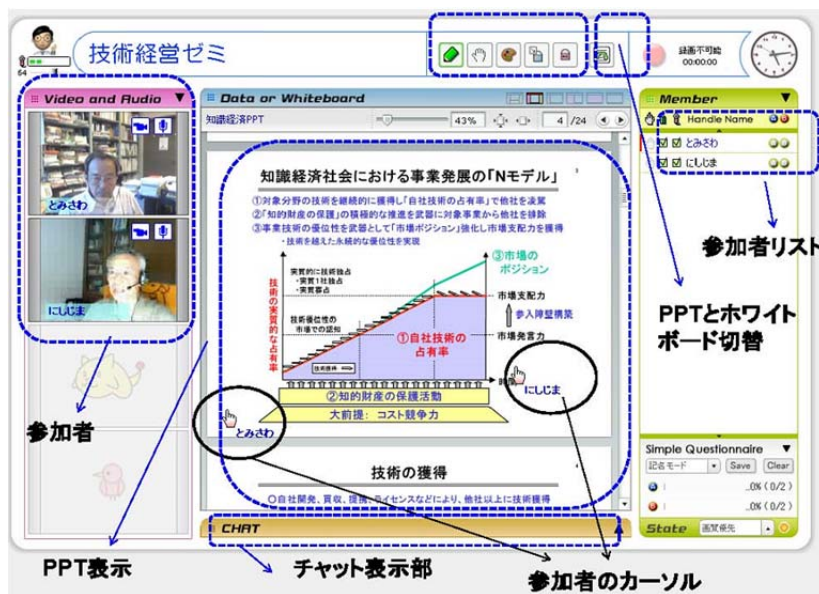 技術経営ゼミ
64
録画不可能
00:00:00
Video and Audio
とみさわ
にしじま
Data or Whiteboard
知識経済PPT
43%
4 /24
知識経済社会における事業発展の「Nモデル」
①対象分野の技術を継続的に獲得し「自社技術の占有率」で他社を凌駕
②「知的財産の保護」の積極的な推進を武器に対象事業から他社を排除
③事業技術の優位性を武器として「市場ポジション」強化し市場支配力を獲得
・技術を越えた永続的な優位性を実現
③市場の
ポジション
技術の実質的な占有率
実質的に技術独占
・実質1社独占
・実質寡占
技術優位性の
市場での認知
技術獲得
①自社技術の
占有率
市場支配力
参入障壁構築
市場発言力
時間
②知的財産の保護活動
大前提: コスト競争力
とみさわ
にしじま
技術の獲得
〇自社開発、買収、提携、ライセンスなどにより、他社以上に技術獲得
CHAT
Member
Handle Name
とみさわ
にしじま
Simple Questionnaire
記名モード
Save
Clear
...0% (0/2)
...0% (0/2)
State
画質優先
参加者
PPT表示
チャット表示部
参加者のカーソル
参加者リスト
PPTとホワイト
ボード切替